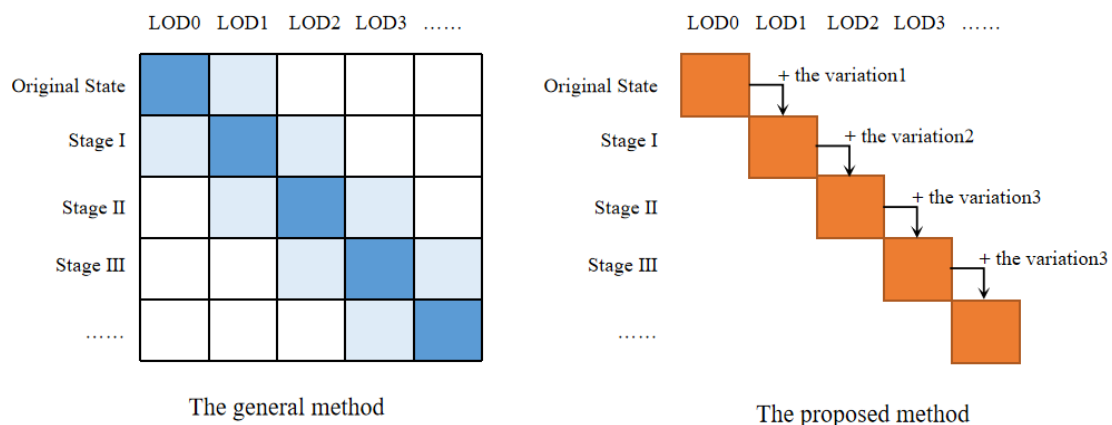 LOD0 LOD1 LOD2 LOD3 ……
Original State
Stage I
Stage II
Stage III
……
The general method
LOD0 LOD1 LOD2 LOD3 ……
Original State
+ the variation1
Stage I
+ the variation2
Stage II
+ the variation3
Stage III
+ the variation3
……
The proposed method